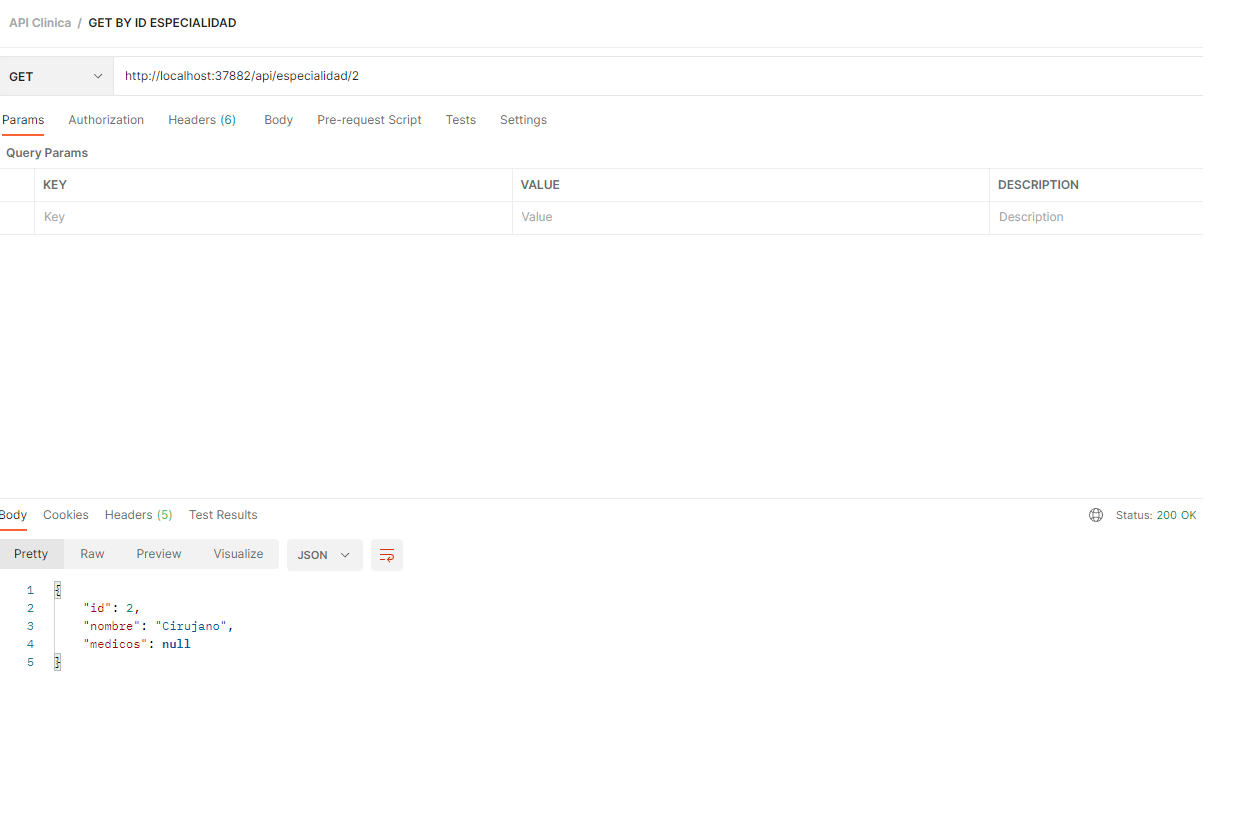 API Clinica / GET BY ID ESPECIALIDAD
GET http://localhost:37882/api/especialidad/2
Params Authorization Headers (6) Body Pre-request Script Tests Settings
Query Params
KEY VALUE DESCRIPTION
Key Value Description
Body Cookies Headers (5) Test Results Status: 200 OK
Pretty Raw Preview Visualize JSON
1 {
2 "id": 2,
3 "nombre": "Cirujano",
4 "medicos": null
5 }